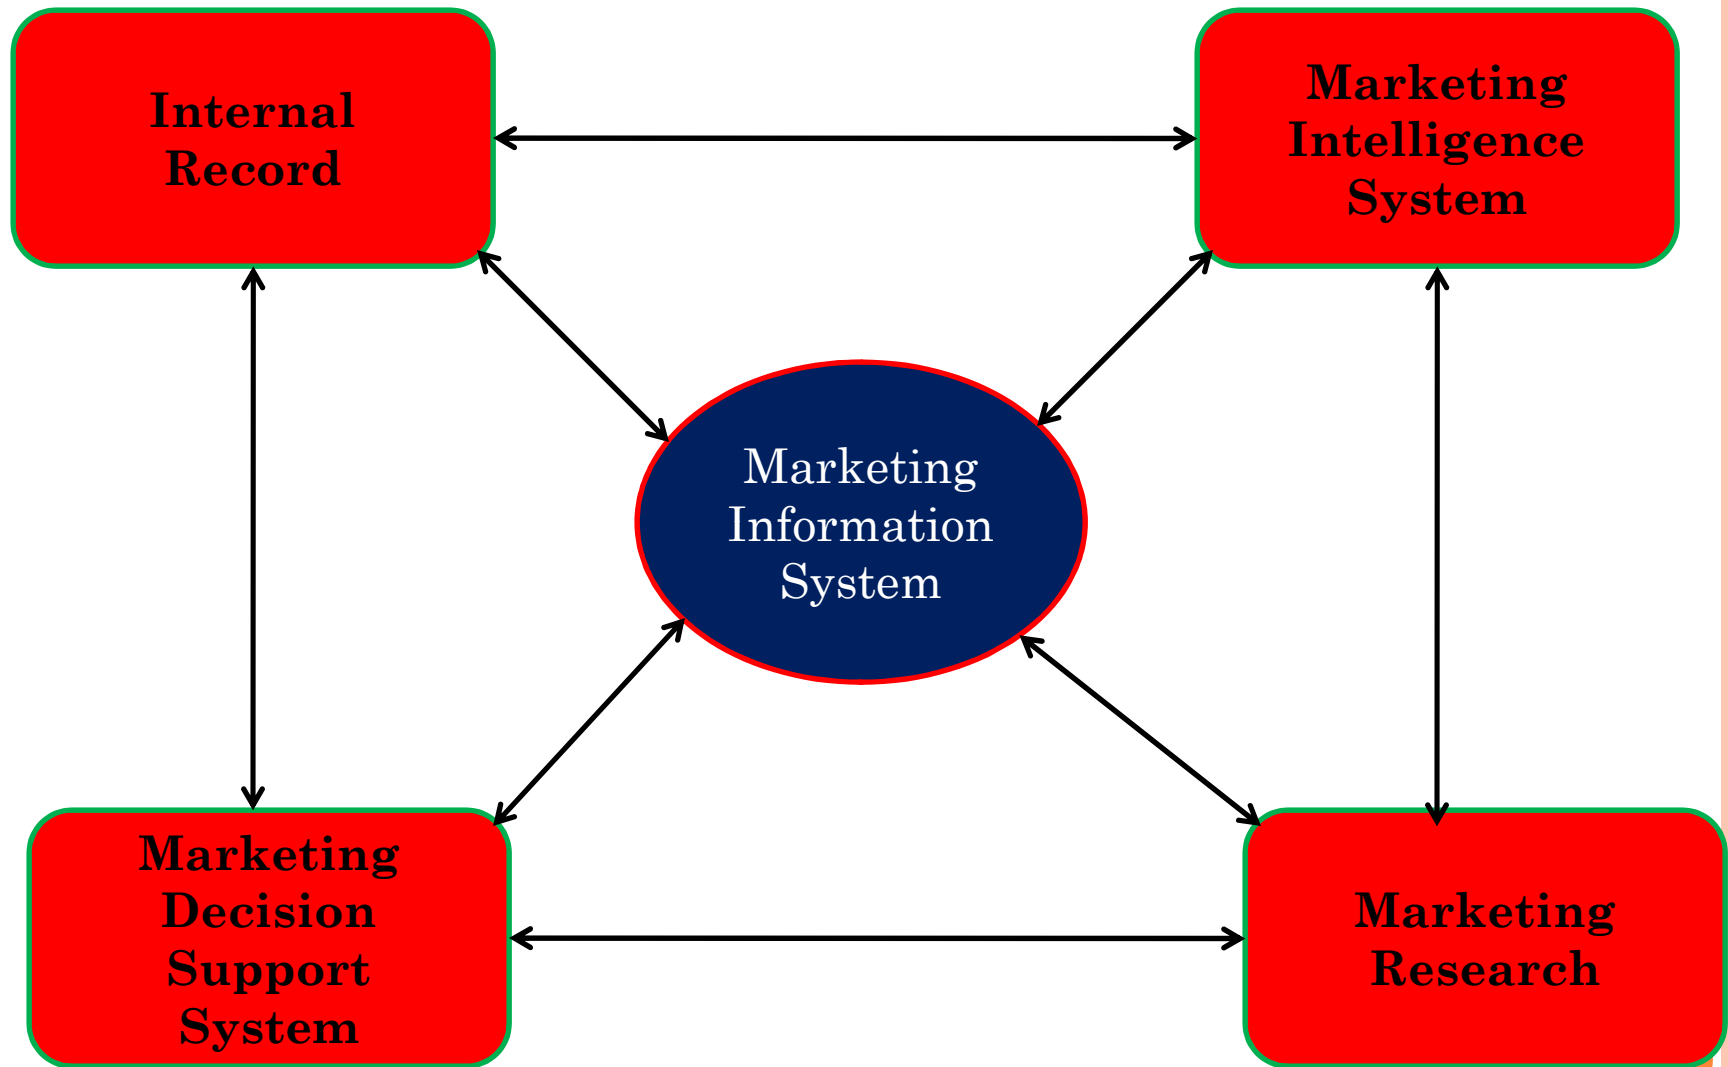 Internal
Record
Marketing
Intelligence
System
Marketing
Information
System
Marketing
Decision
Support
System
Marketing
Research